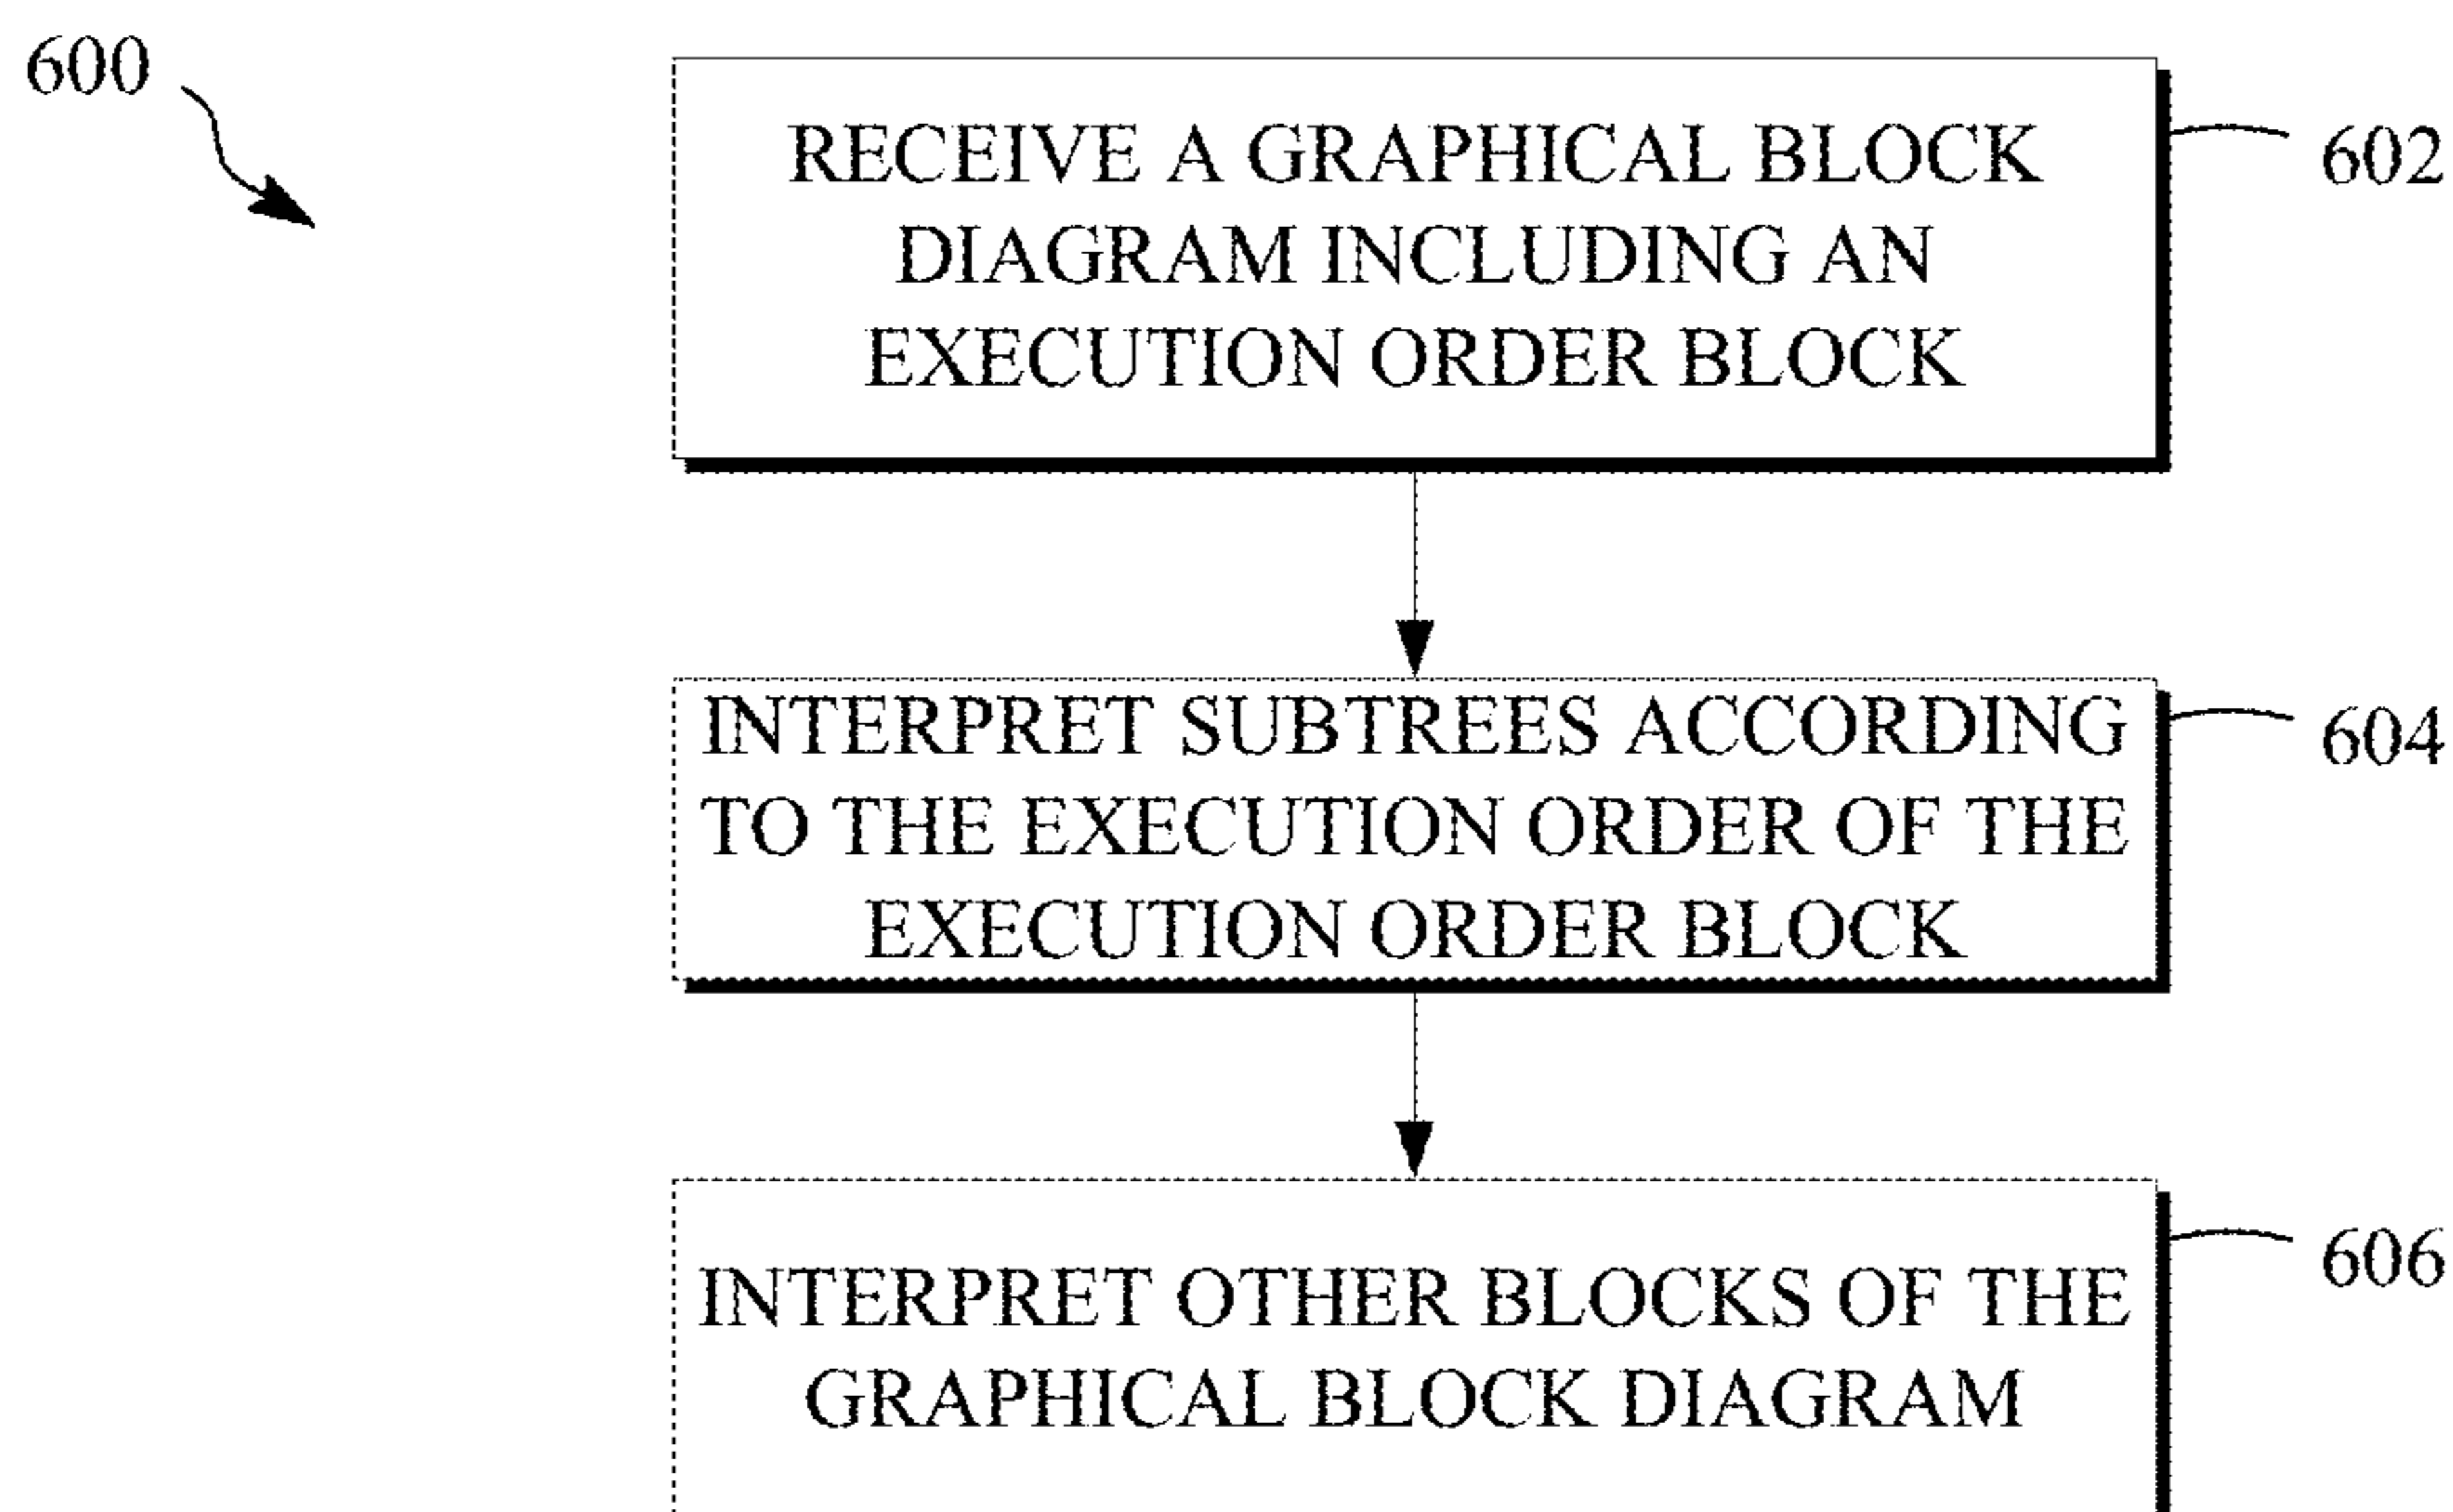 600
RECEIVE A GRAPHICAL BLOCK
DIAGRAM INCLUDING AN
EXECUTION ORDER BLOCK
602
INTERPRET SUBTREES ACCORDING
TO THE EXECUTION ORDER OF THE
EXECUTION ORDER BLOCK
604
INTERPRET OTHER BLOCKS OF THE
GRAPHICAL BLOCK DIAGRAM
606